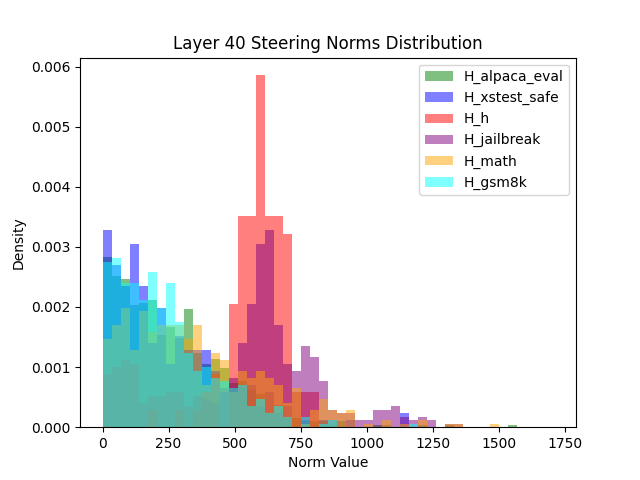 Layer 40 Steering Norms Distribution
H_alpaca_eval
H_xstest_safe
H_h
H_jailbreak
H_math
H_gsm8k
Density
0.006
0.005
0.004
0.003
0.002
0.001
0.000
0 250 500 750 1000 1250 1500 1750
Norm Value